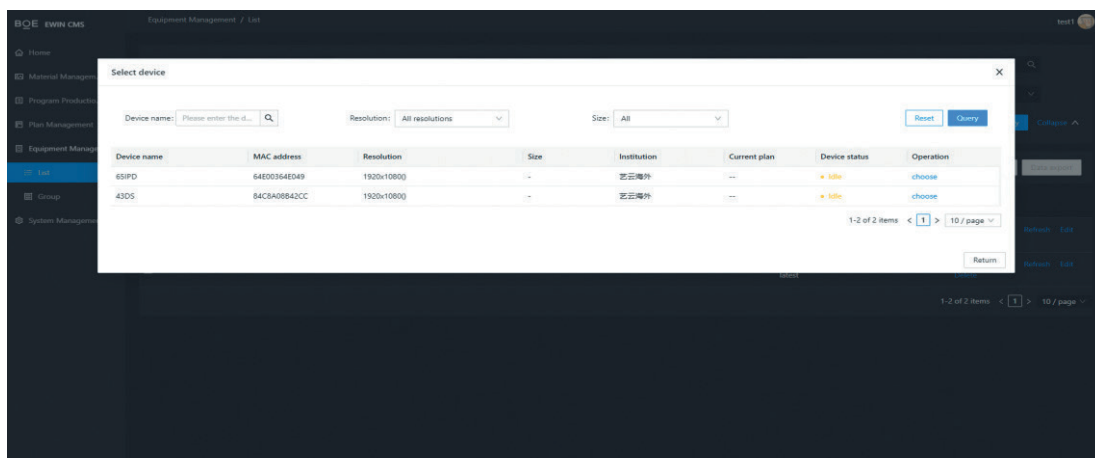 BOE EWIN CMS
Equipment Management / List
test1
Home
Material Managem
Program Productio
Plan Management
Equipment Manage
List
Group
System Managemen
Select device
Device name: Please enter the d... Resolution: All resolutions Size: All Reset Query
Collapse
Device name MAC address Resolution Size Institution Current plan Device status Operation
65IPD 64E00364E049 1920x1080() - 艺云海外 -- Idle choose
43DS 84C8A08B42CC 1920x1080() - 艺云海外 -- Idle choose
1-2 of 2 items < 1 > 10 / page
Return
Data export
Refresh Edit
Refresh Edit
latest Delete
1-2 of 2 items < 1 > 10 / page